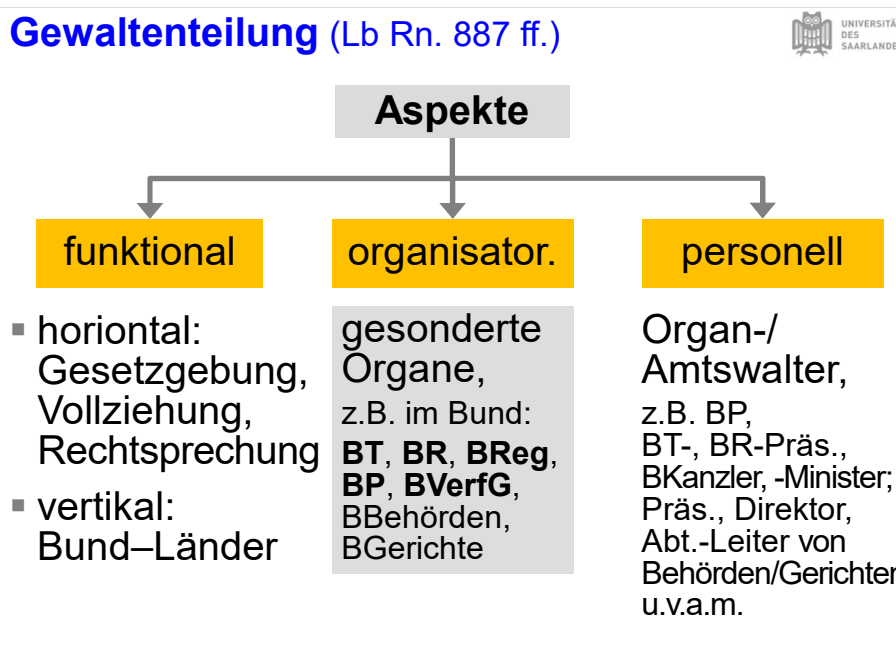 Gewaltenteilung (Lb Rn. 887 ff.)
UNIVERSITÄ
DES
SAARLANDE
Aspekte
funktional
organisator.
personell
▪ horiontal:
Gesetzgebung,
Vollziehung,
Rechtsprechung
▪ vertikal:
Bund–Länder
gesonderte
Organe,
z.B. im Bund:
BT, BR, BReg,
BP, BVerfG,
BBehörden,
BGerichte
Organ-/
Amtswalter,
z.B. BP,
BT-, BR-Präs.,
BKanzler, -Minister;
Präs., Direktor,
Abt.-Leiter von
Behörden/Gerichten
u.v.a.m.